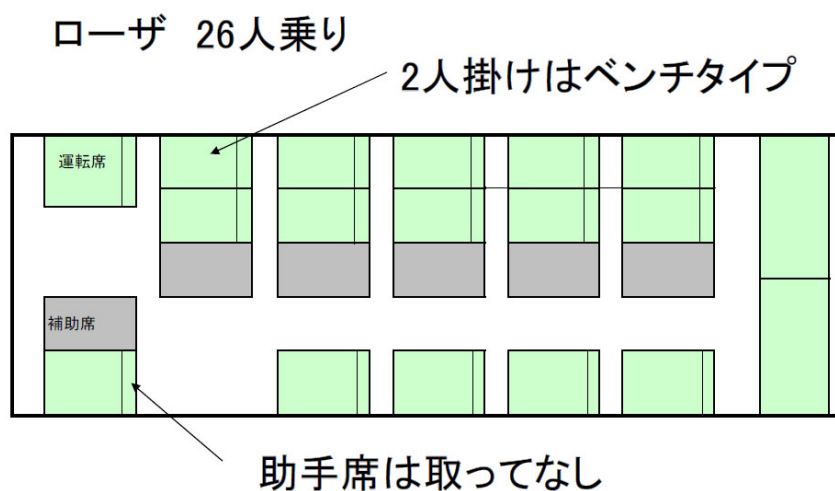 ローザ 26人乗り
2人掛けはベンチタイプ
運転席
補助席
助手席は取ってなし